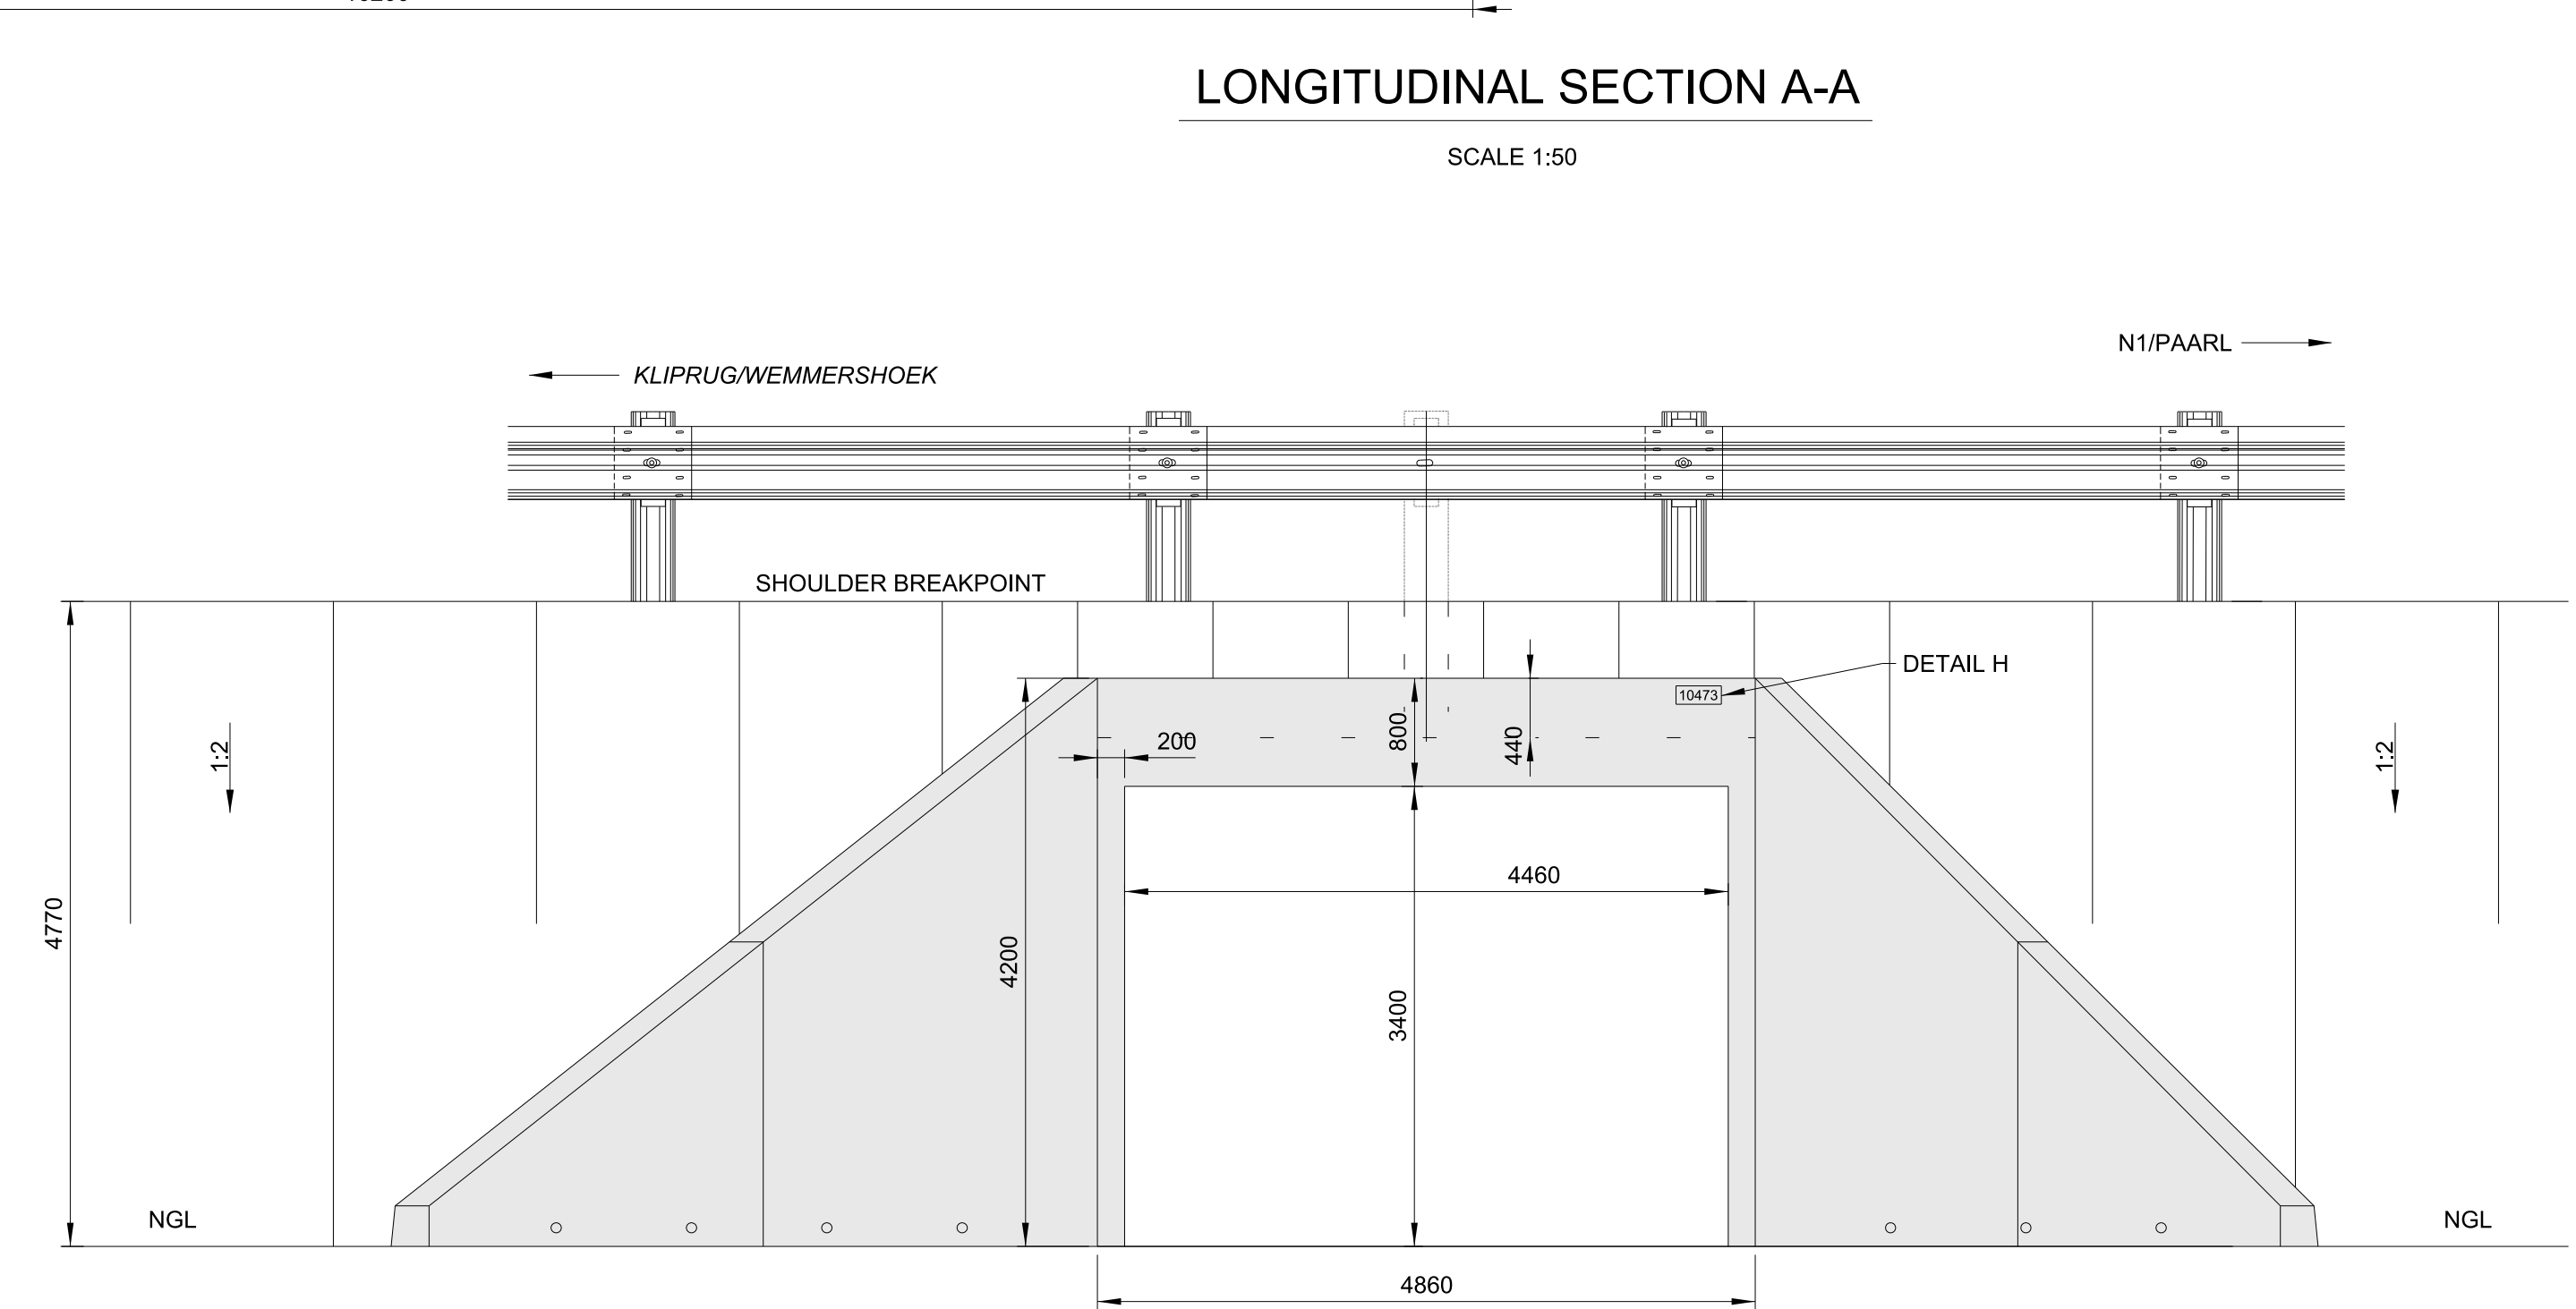 LONGITUDINAL SECTION A-A
SCALE 1:50
N1/PAARL
KLIPRUG/WEMMERSHOEK
SHOULDER BREAKPOINT
DETAIL H
10473
200
800
440
1:2
1:2
4460
4770
4200
3400
NGL
NGL
4860